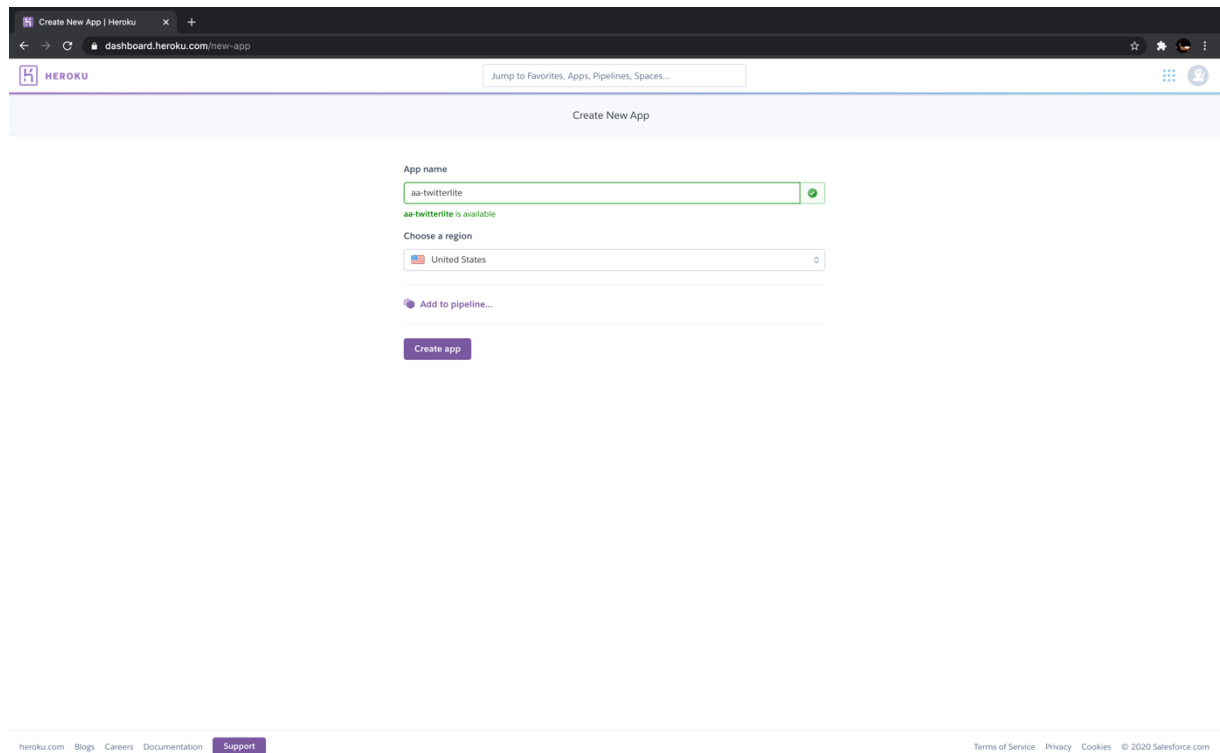 Create New App | Heroku
dashboard.heroku.com/new-app
HEROKU
Jump to Favorites, Apps, Pipelines, Spaces...
Create New App
App name
aa-twitterlite
aa-twitterlite is available
Choose a region
United States
Add to pipeline...
Create app
heroku.com Blogs Careers Documentation Support
Terms of Service Privacy Cookies © 2020 Salesforce.com